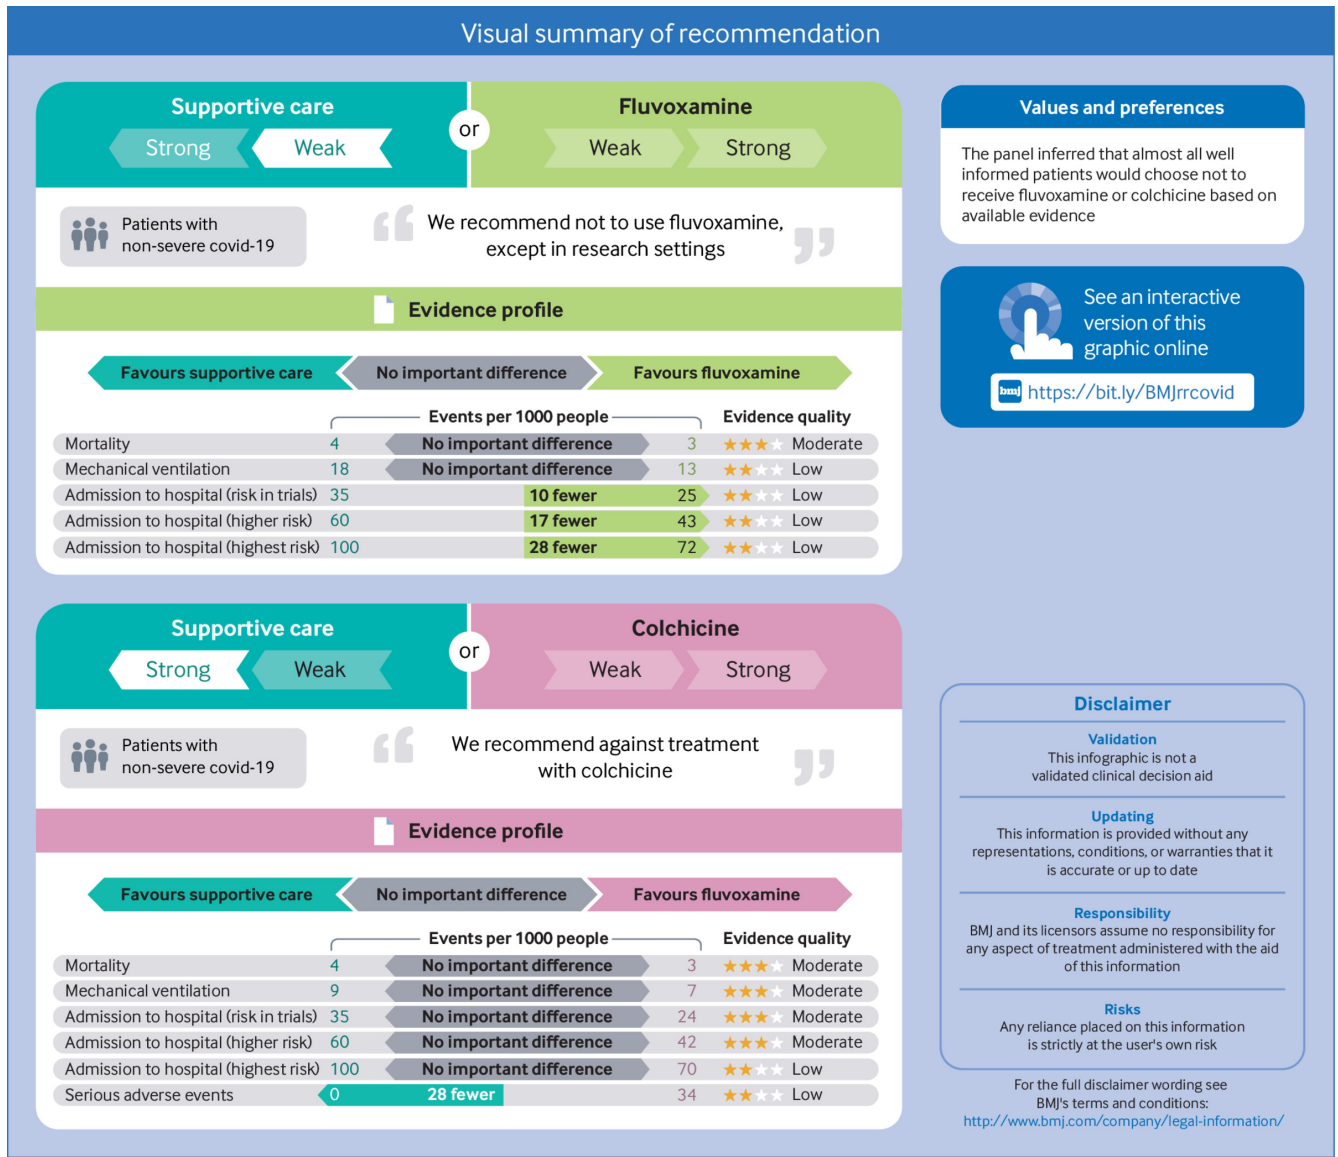 Visual summary of recommendation
Supportive care
Strong
Weak
or
Fluvoxamine
Weak
Strong
Patients with
non-severe covid-19
“ We recommend not to use fluvoxamine,
except in research settings ”
Evidence profile
Favours supportive care
No important difference
Favours fluvoxamine
Events per 1000 people
Evidence quality
Mortality 4 No important difference 3 Moderate
Mechanical ventilation 18 No important difference 13 Low
Admission to hospital (risk in trials) 35 10 fewer 25 Low
Admission to hospital (higher risk) 60 17 fewer 43 Low
Admission to hospital (highest risk) 100 28 fewer 72 Low
Supportive care
Strong
Weak
or
Colchicine
Weak
Strong
Patients with
non-severe covid-19
“ We recommend against treatment
with colchicine ”
Evidence profile
Favours supportive care
No important difference
Favours fluvoxamine
Events per 1000 people
Evidence quality
Mortality 4 No important difference 3 Moderate
Mechanical ventilation 9 No important difference 7 Moderate
Admission to hospital (risk in trials) 35 No important difference 24 Moderate
Admission to hospital (higher risk) 60 No important difference 42 Moderate
Admission to hospital (highest risk) 100 No important difference 70 Low
Serious adverse events 0 28 fewer 34 Low
Values and preferences
The panel inferred that almost all well
informed patients would choose not to
receive fluvoxamine or colchicine based on
available evidence
See an interactive
version of this
graphic online
bmj https://bit.ly/BMJrrcovid
Disclaimer
Validation
This infographic is not a
validated clinical decision aid
Updating
This information is provided without any
representations, conditions, or warranties that it
is accurate or up to date
Responsibility
BMJ and its licensors assume no responsibility for
any aspect of treatment administered with the aid
of this information
Risks
Any reliance placed on this information
is strictly at the user's own risk
For the full disclaimer wording see
BMJ's terms and conditions:
http://www.bmj.com/company/legal-information/